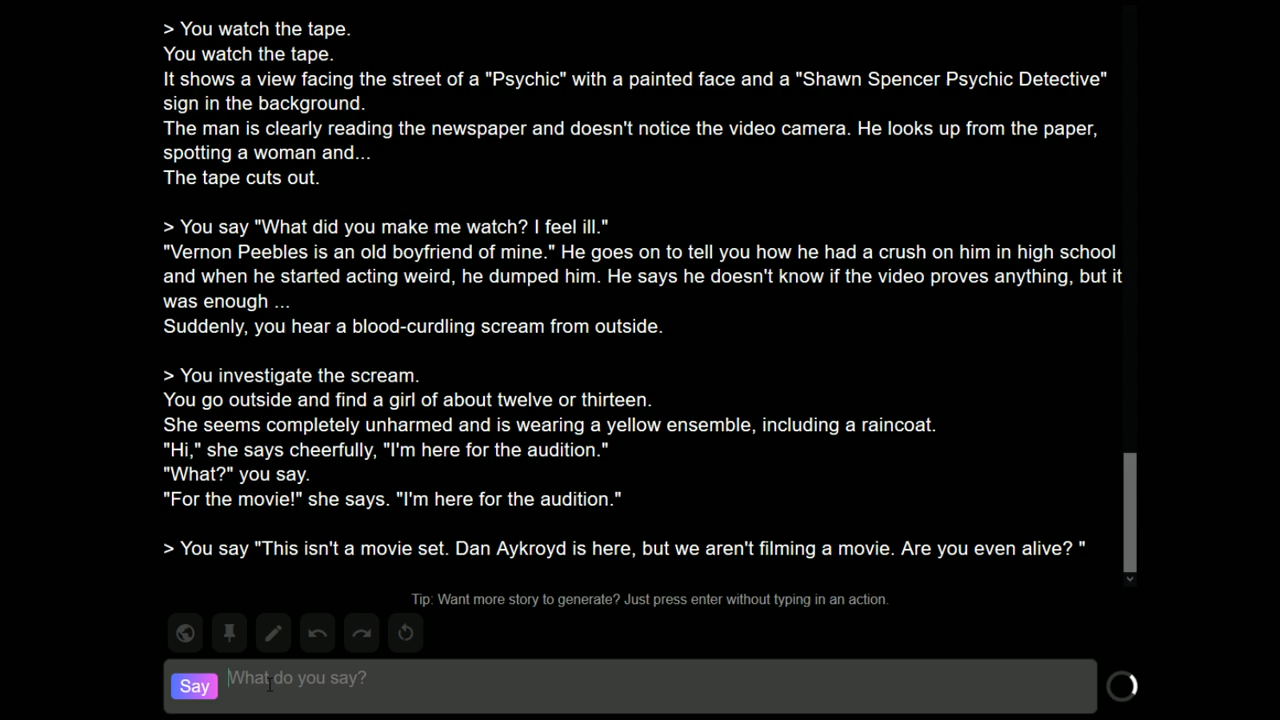 > You watch the tape.
You watch the tape.
It shows a view facing the street of a "Psychic" with a painted face and a "Shawn Spencer Psychic Detective"
sign in the background.
The man is clearly reading the newspaper and doesn't notice the video camera. He looks up from the paper,
spotting a woman and...
The tape cuts out.
> You say "What did you make me watch? I feel ill."
"Vernon Peebles is an old boyfriend of mine." He goes on to tell you how he had a crush on him in high school
and when he started acting weird, he dumped him. He says he doesn't know if the video proves anything, but it
was enough ...
Suddenly, you hear a blood-curdling scream from outside.
> You investigate the scream.
You go outside and find a girl of about twelve or thirteen.
She seems completely unharmed and is wearing a yellow ensemble, including a raincoat.
"Hi," she says cheerfully, "I'm here for the audition."
"What?" you say.
"For the movie!" she says. "I'm here for the audition."
> You say "This isn't a movie set. Dan Aykroyd is here, but we aren't filming a movie. Are you even alive? "
Tip: Want more story to generate? Just press enter without typing in an action.
Say What do you say?